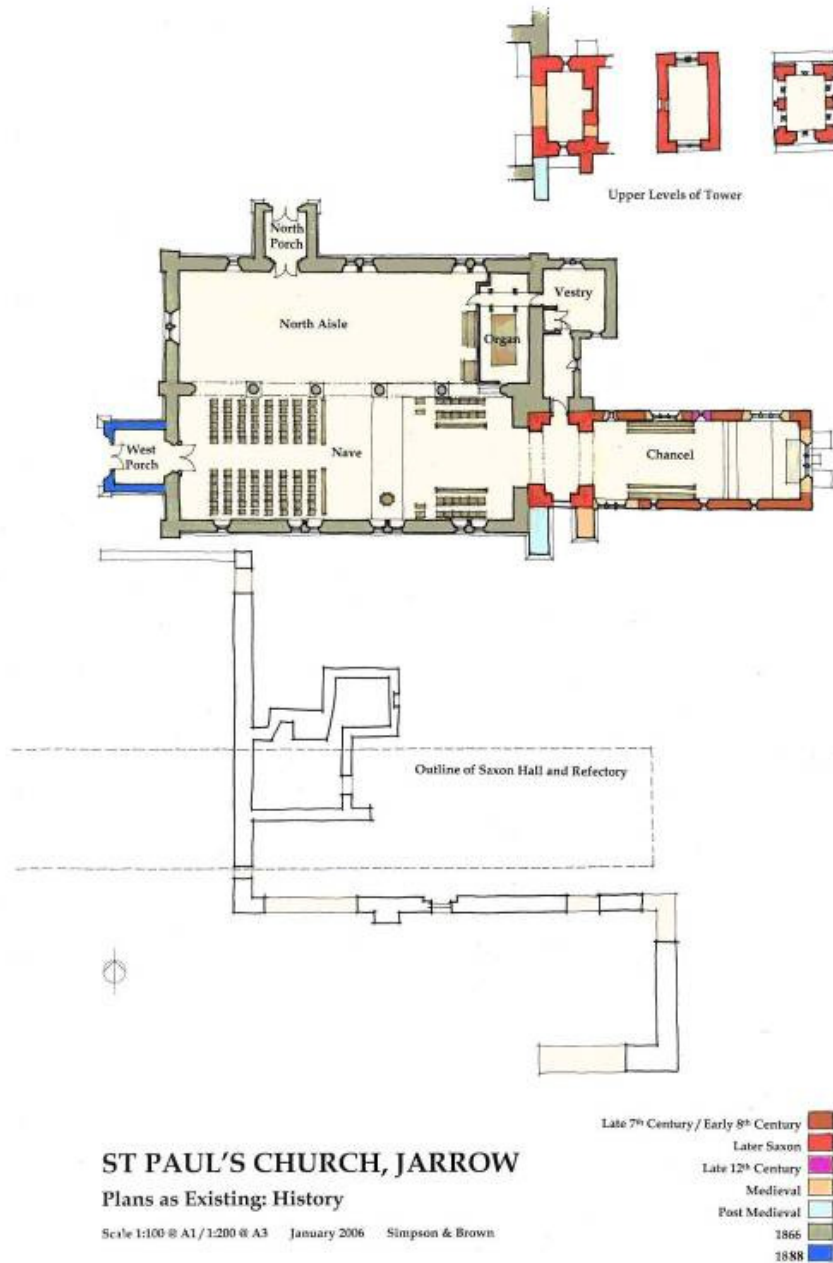 Upper Levels of Tower
North
Porch
Vestry
North Aisle
Organ
West
Porch
Nave
Chancel
Outline of Saxon Hall and Refectory
ST PAUL'S CHURCH, JARROW
Plans as Existing: History
Scale 1:100 @ A1 / 1:200 @ A3 January 2006 Simpson & Brown
Late 7th Century / Early 8th Century
Later Saxon
Late 12th Century
Medieval
Post Medieval
1866
1888